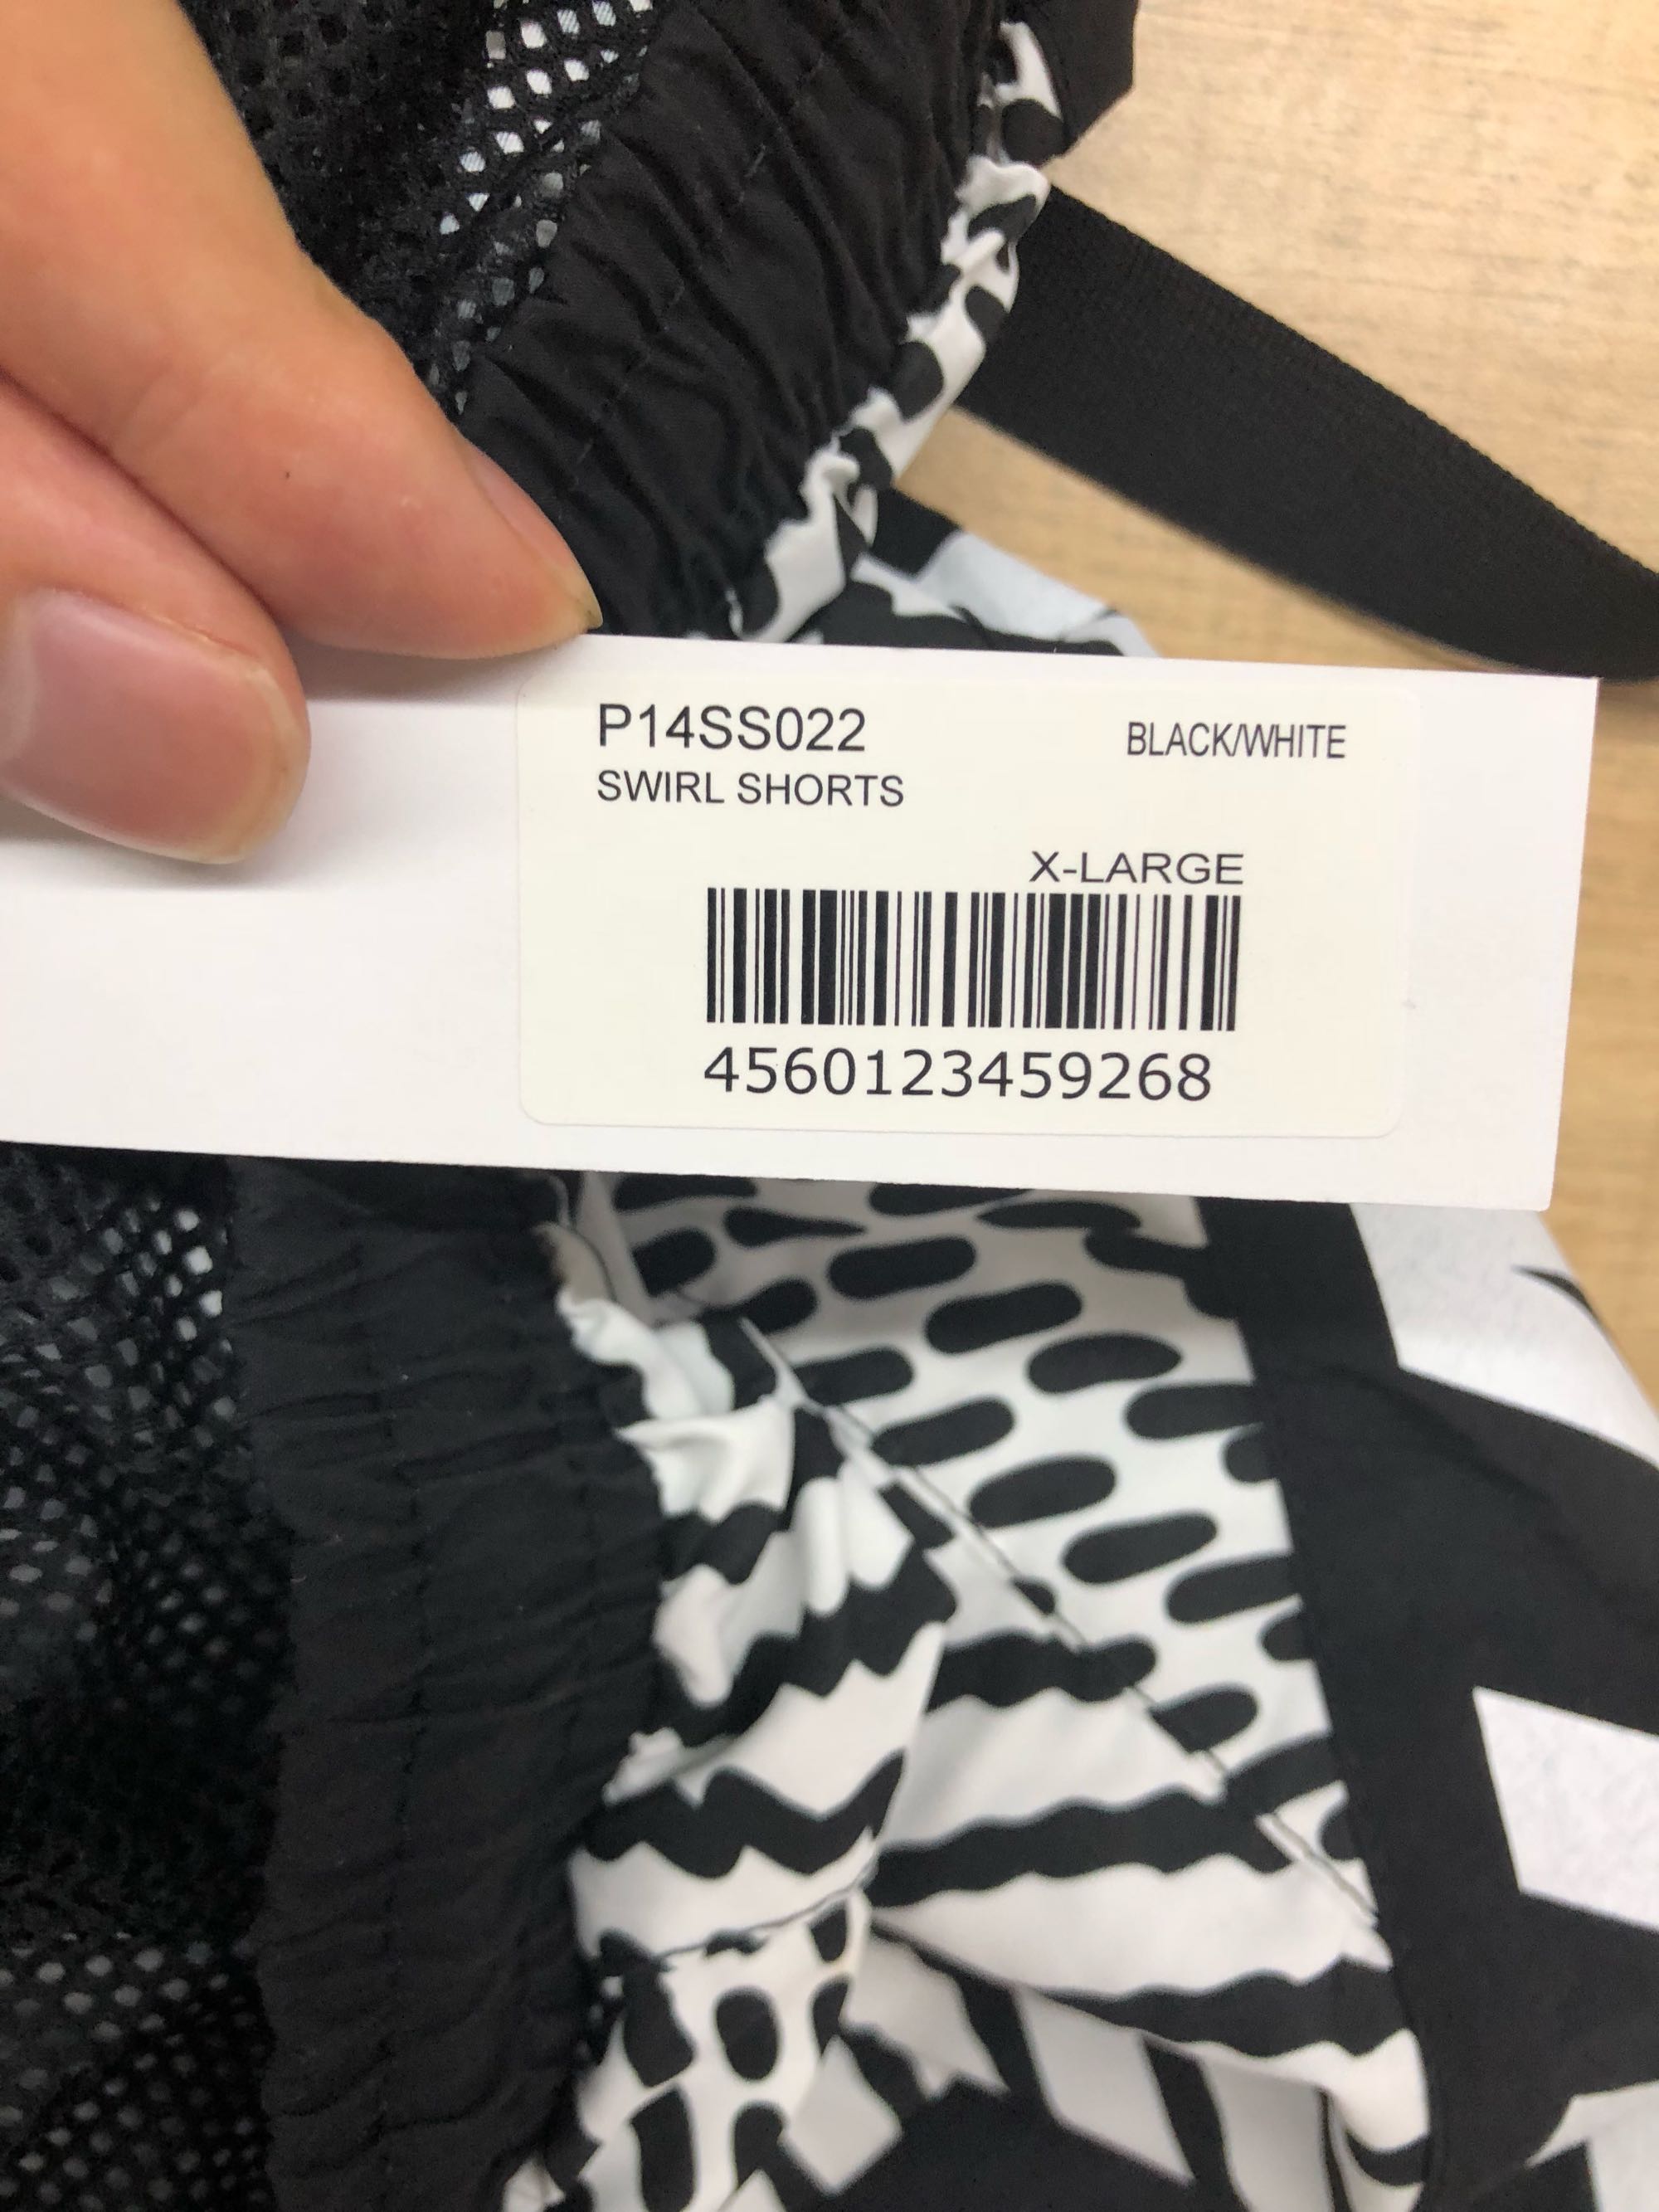 P14SS022
BLACK/WHITE
SWIRL SHORTS
X-LARGE
4560123459268